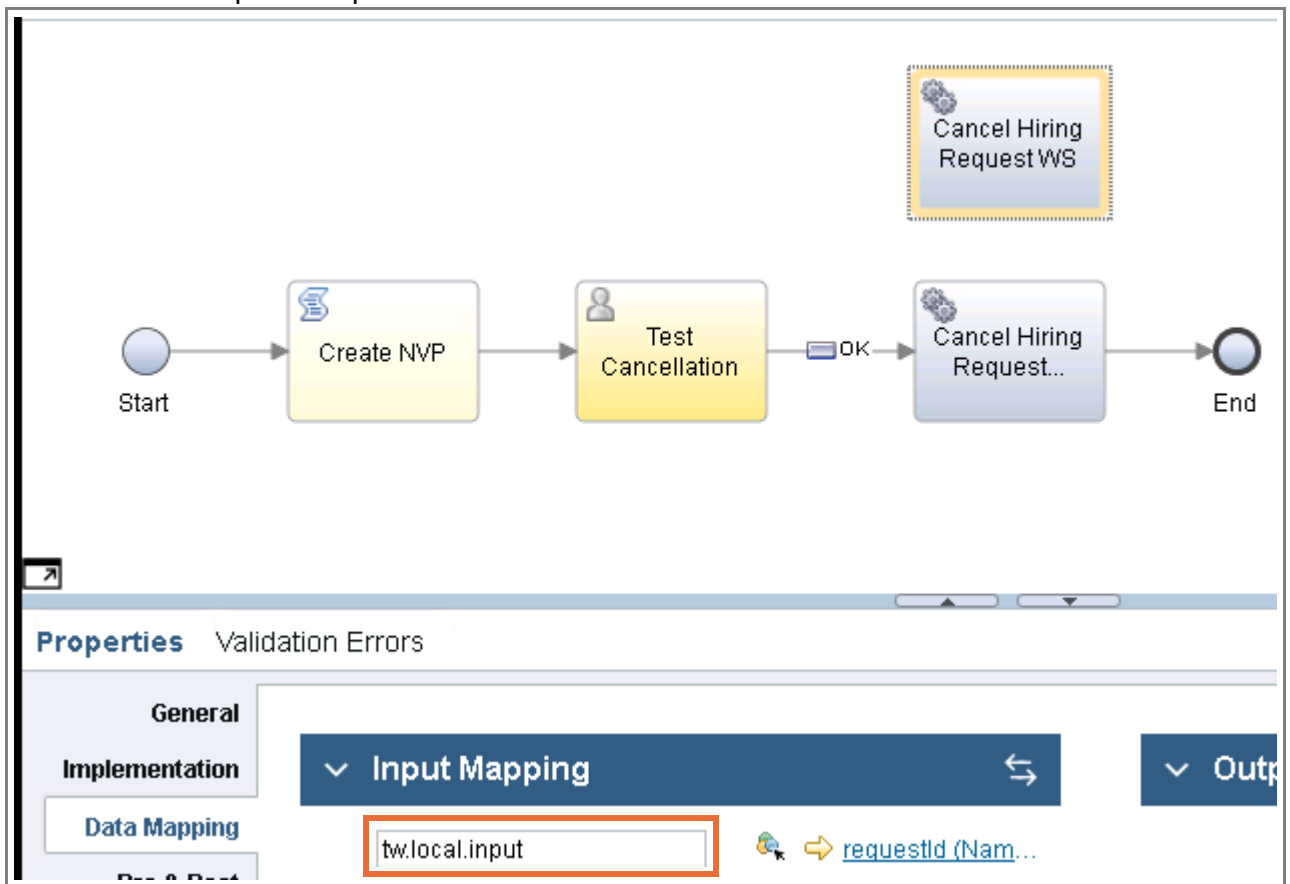 Cancel Hiring
Request WS
Create NVP
Test
Cancellation
OK
Cancel Hiring
Request...
Start
End
Properties Validation Errors
General
Implementation
Data Mapping
Input Mapping
Outp
tw.local.input
requestId (Nam...